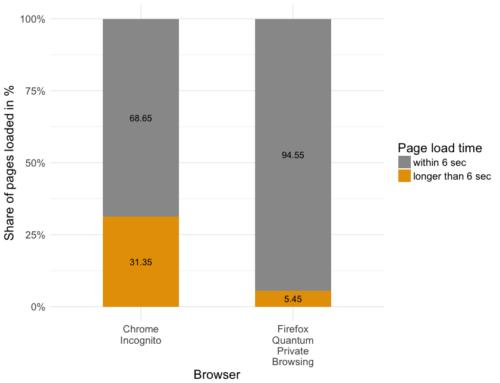 Share of pages loaded in %
100%
75%
50%
25%
0%
68.65
31.35
94.55
5.45
Chrome
Incognito
Firefox
Quantum
Private
Browsing
Browser
Page load time
within 6 sec
longer than 6 sec